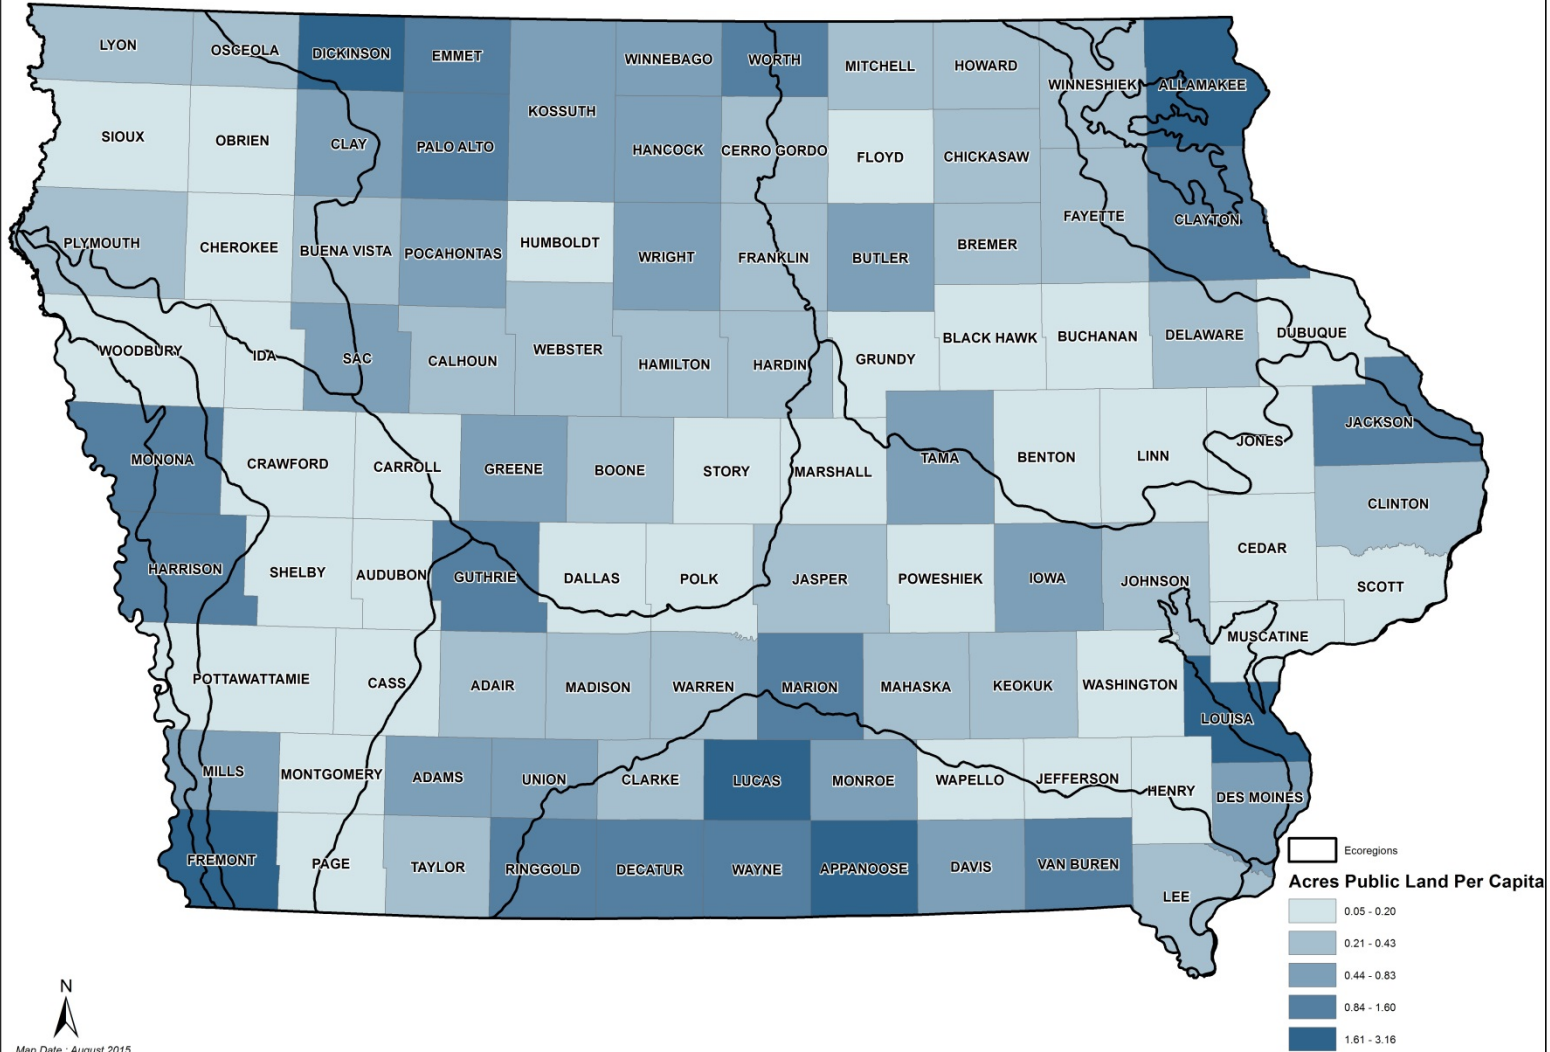 LYON
OSCEOLA
DICKINSON
EMMET
WINNEBAGO
WORTH
MITCHELL
HOWARD
WINNESHIEK
ALLAMAKEE
KOSSUTH
SIOUX
OBRIEN
CLAY
PALO ALTO
HANCOCK
CERRO GORDO
FLOYD
CHICKASAW
FAYETTE
CLAYTON
PLYMOUTH
CHEROKEE
BUENA VISTA
POCAHONTAS
HUMBOLDT
WRIGHT
FRANKLIN
BUTLER
BREMER
WOODBURY
IDA
SAC
CALHOUN
WEBSTER
HAMILTON
HARDIN
GRUNDY
BLACK HAWK
BUCHANAN
DELAWARE
DUBUQUE
JACKSON
MONONA
CRAWFORD
CARROLL
GREENE
BOONE
STORY
MARSHALL
TAMA
BENTON
LINN
JONES
CLINTON
HARRISON
SHELBY
AUDUBON
GUTHRIE
DALLAS
POLK
JASPER
POWESHIEK
IOWA
JOHNSON
CEDAR
SCOTT
MUSCATINE
POTTAWATTAMIE
CASS
ADAIR
MADISON
WARREN
MARION
MAHASKA
KEOKUK
WASHINGTON
LOUISA
MILLS
MONTGOMERY
ADAMS
UNION
CLARKE
LUCAS
MONROE
WAPELLO
JEFFERSON
HENRY
DES MOINES
FREMONT
PAGE
TAYLOR
RINGGOLD
DECATUR
WAYNE
APPANOOSE
DAVIS
VAN BUREN
LEE
Ecoregions
Acres Public Land Per Capita
0.05 - 0.20
0.21 - 0.43
0.44 - 0.83
0.84 - 1.60
1.61 - 3.16
N
Map Date : August 2015